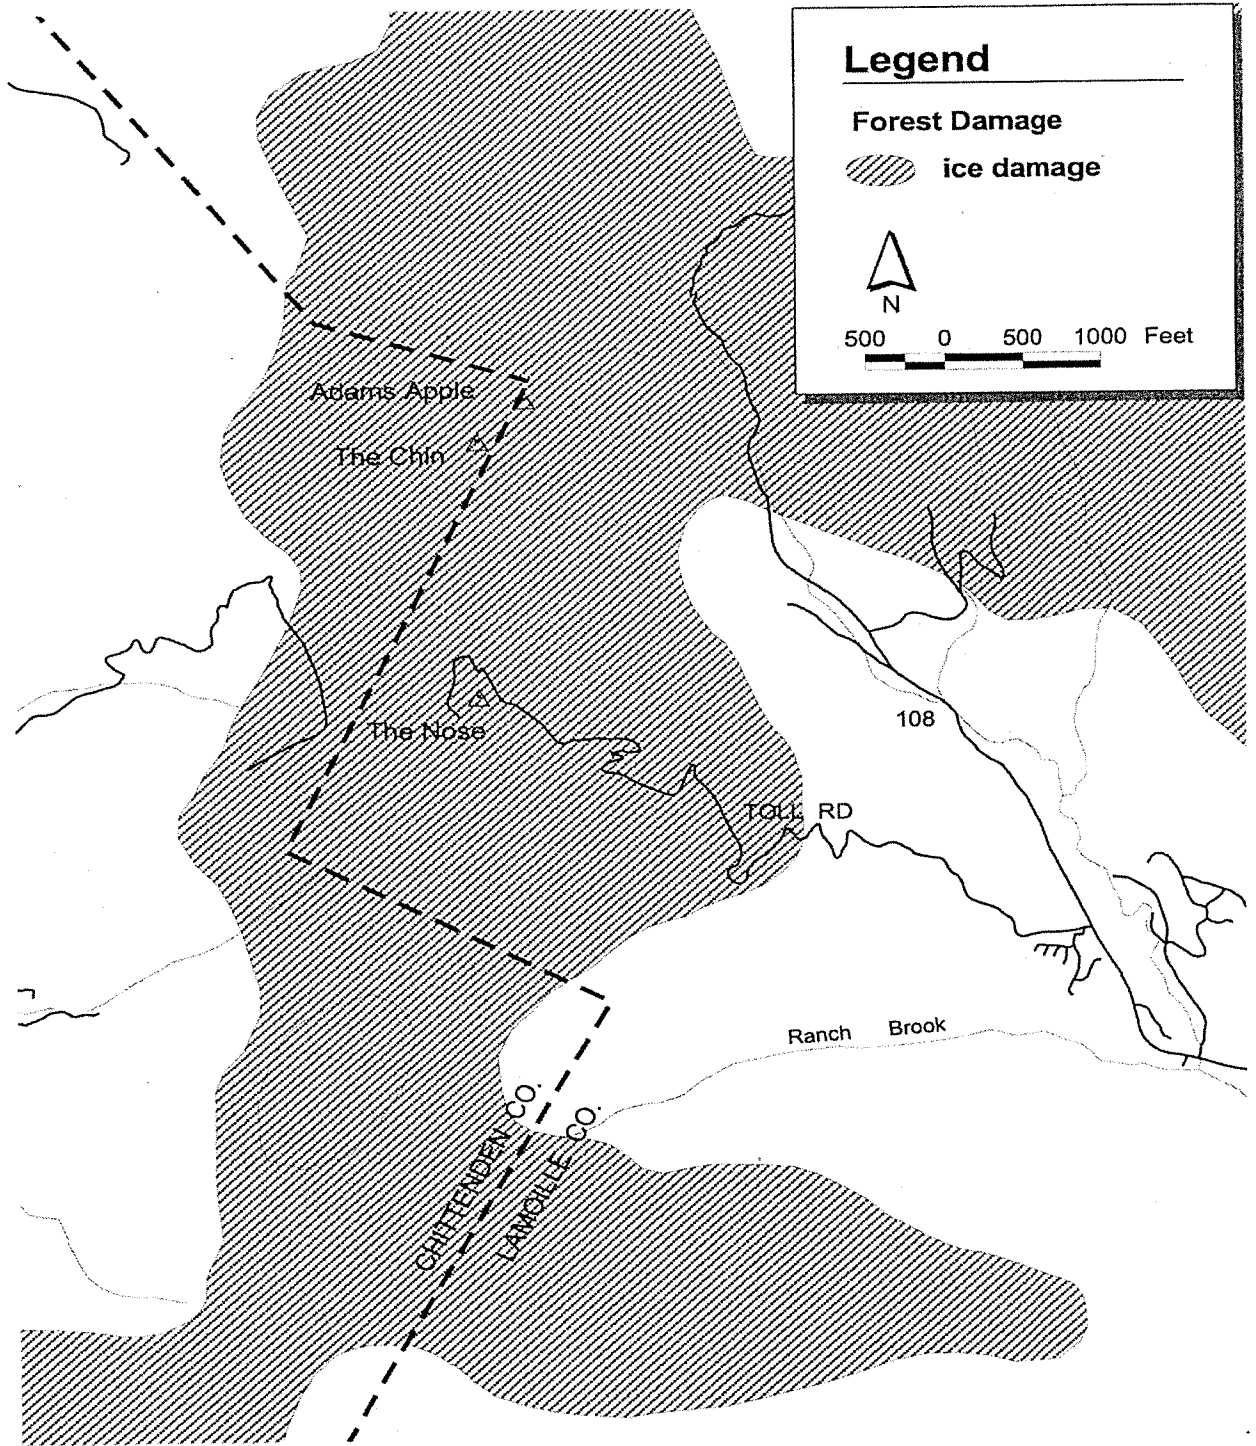 Legend
Forest Damage
ice damage
N
500 0 500 1000 Feet
Adams Apple
The Chin
The Nose
108
TOLL RD
Ranch Brook
CHITTENDEN CO.
LAMOILLE CO.